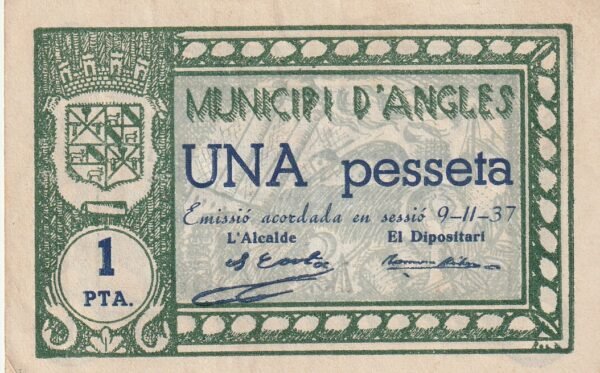 MUNICIPI D'ANGLES
UNA pesseta
Emissió acordada en sessió 9-11-37
L'Alcalde El Dipositari
1
PTA.